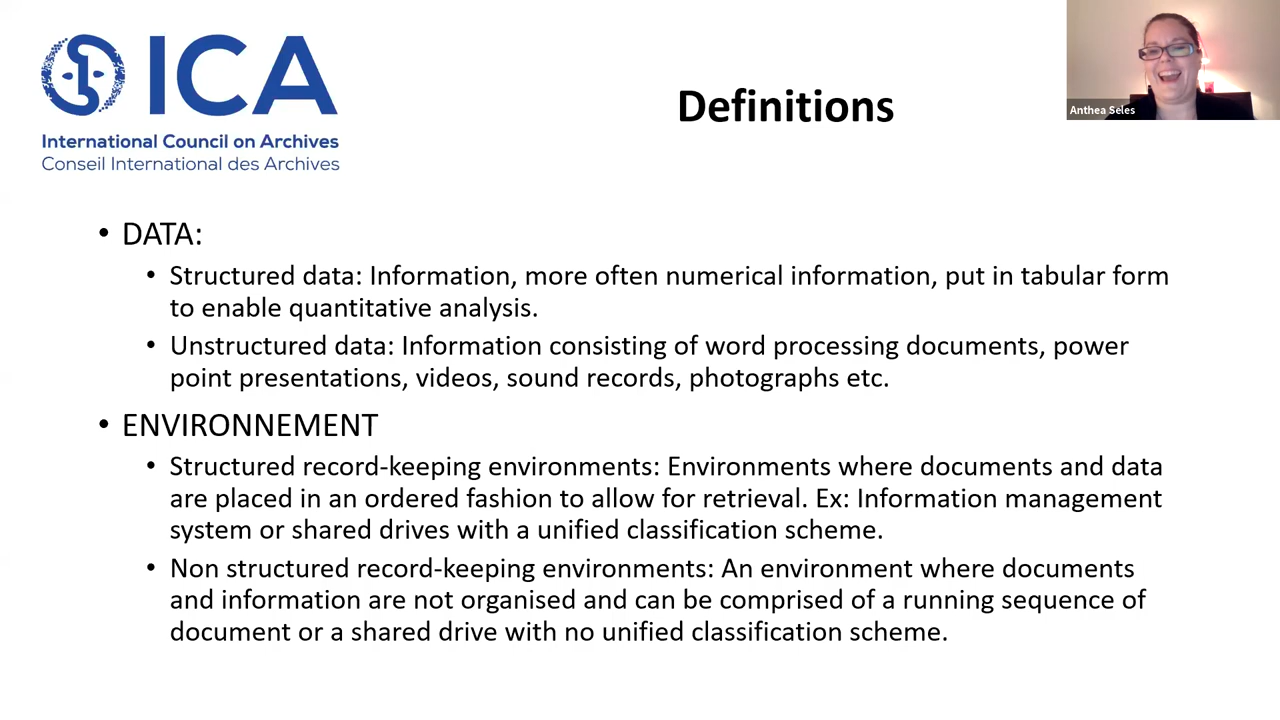 ICA
International Council on Archives
Conseil International des Archives
Definitions
Anthea Seles
• DATA:
• Structured data: Information, more often numerical information, put in tabular form
to enable quantitative analysis.
• Unstructured data: Information consisting of word processing documents, power
point presentations, videos, sound records, photographs etc.
• ENVIRONNEMENT
• Structured record-keeping environments: Environments where documents and data
are placed in an ordered fashion to allow for retrieval. Ex: Information management
system or shared drives with a unified classification scheme.
• Non structured record-keeping environments: An environment where documents
and information are not organised and can be comprised of a running sequence of
document or a shared drive with no unified classification scheme.